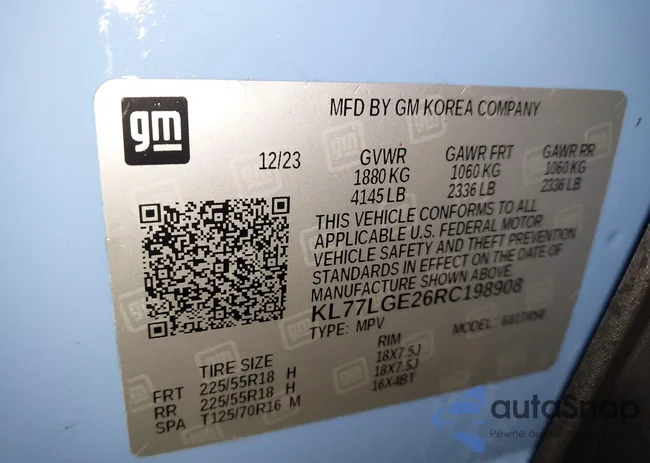 gm
MFD BY GM KOREA COMPANY
12/23 GVWR GAWR FRT GAWR RR
1880 KG 1060 KG 1060 KG
4145 LB 2336 LB 2336 LB
THIS VEHICLE CONFORMS TO ALL
APPLICABLE U.S. FEDERAL MOTOR
VEHICLE SAFETY AND THEFT PREVENTION
STANDARDS IN EFFECT ON THE DATE OF
MANUFACTURE SHOWN ABOVE.
KL77LGE26RC198908
TYPE: MPV MODEL:
TIRE SIZE RIM
FRT 225/55R18 H 18X7.5J
RR 225/55R18 H 18X7.5J
SPA T125/70R16 M 16X4BT
autoSnap
Pewne auto